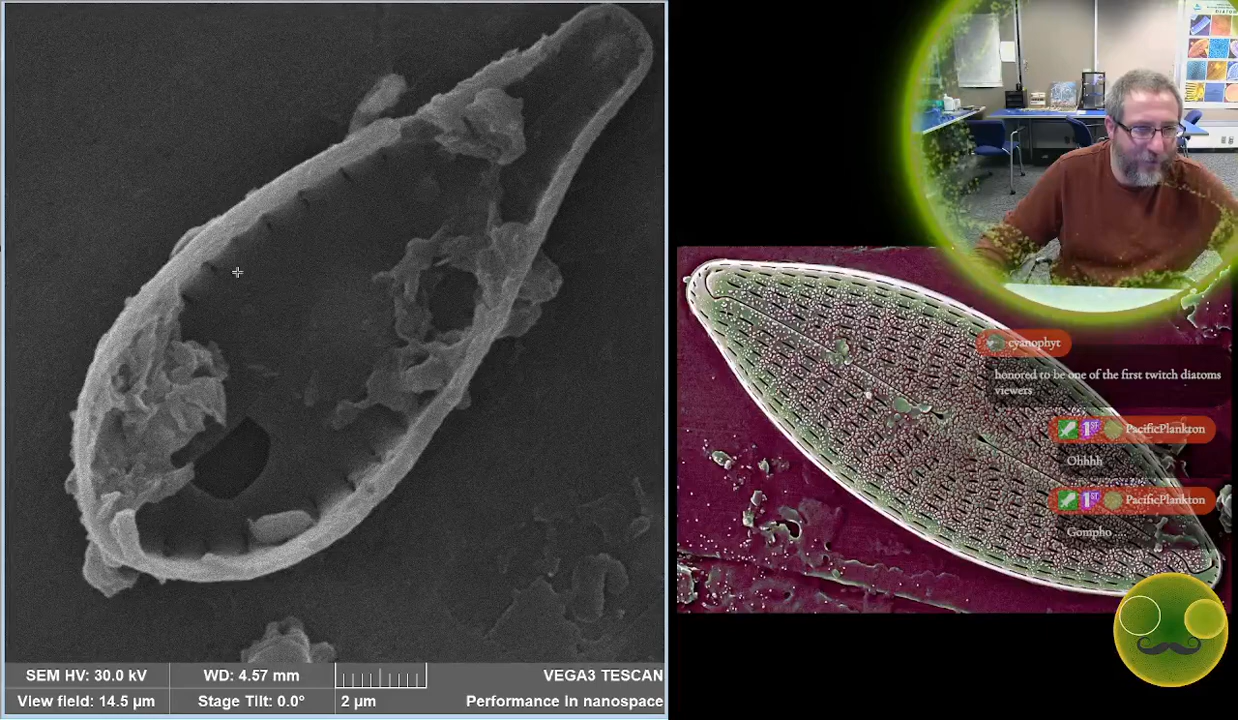 SEM HV: 30.0 kV
WD: 4.57 mm
VEGA3 TESCAN
View field: 14.5 µm
Stage Tilt: 0.0°
2 µm
Performance in nanospace
cyanophyt
honored to be one of the first twitch diatoms
viewers
1ST PacificPlankton
Ohhhh
1ST PacificPlankton
Gompho ....